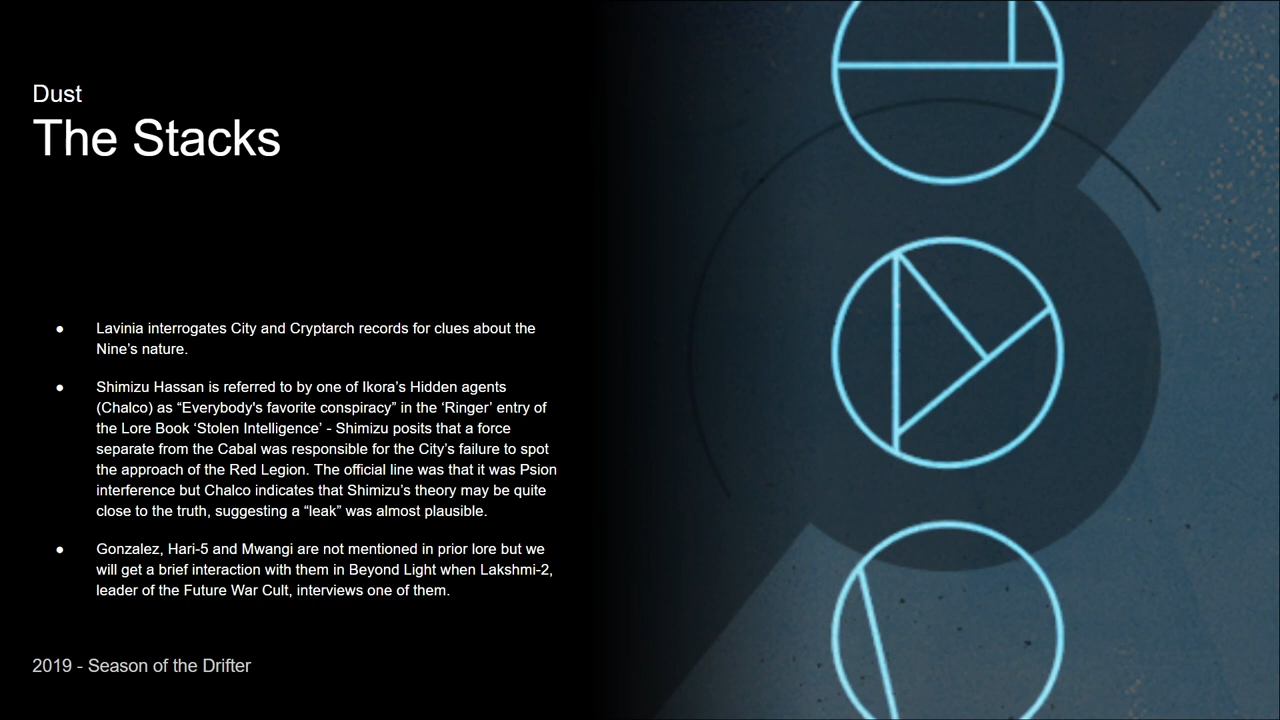 Dust
The Stacks
● Lavinia interrogates City and Cryptarch records for clues about the
Nine's nature.
● Shimizu Hassan is referred to by one of Ikora's Hidden agents
(Chalco) as “Everybody's favorite conspiracy” in the ‘Ringer’ entry of
the Lore Book ‘Stolen Intelligence’ - Shimizu posits that a force
separate from the Cabal was responsible for the City's failure to spot
the approach of the Red Legion. The official line was that it was Psion
interference but Chalco indicates that Shimizu's theory may be quite
close to the truth, suggesting a “leak” was almost plausible.
● Gonzalez, Hari-5 and Mwangi are not mentioned in prior lore but we
will get a brief interaction with them in Beyond Light when Lakshmi-2,
leader of the Future War Cult, interviews one of them.
2019 - Season of the Drifter